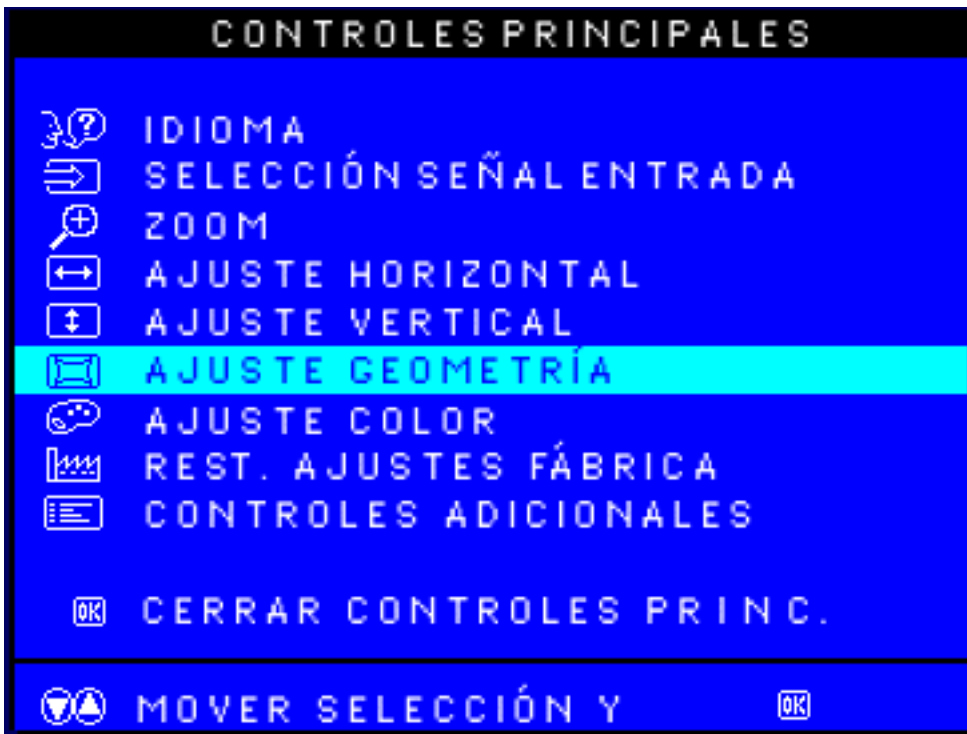 CONTROLES PRINCIPALES
IDIOMA
SELECCIÓN SEÑAL ENTRADA
ZOOM
AJUSTE HORIZONTAL
AJUSTE VERTICAL
AJUSTE GEOMETRÍA
AJUSTE COLOR
REST. AJUSTES FÁBRICA
CONTROLES ADICIONALES
OK CERRAR CONTROLES PRINC.
MOVER SELECCIÓN Y OK